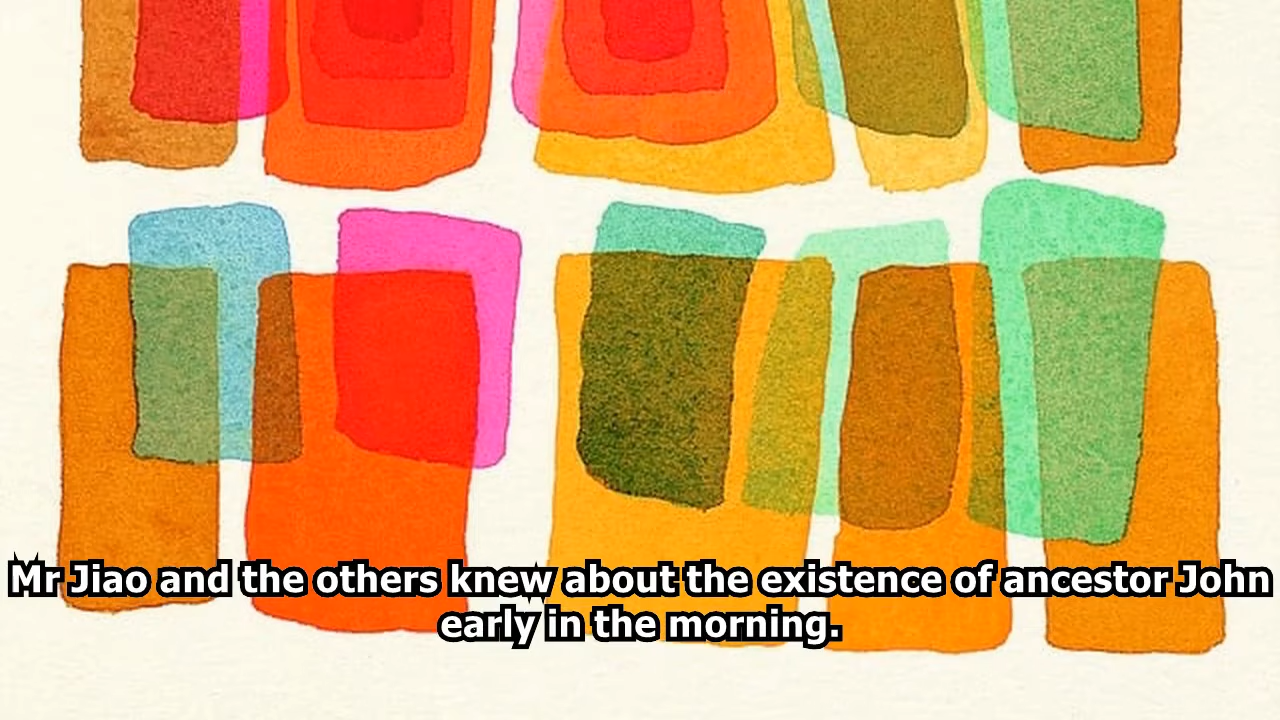 Mr Jiao and the others knew about the existence of ancestor John
early in the morning.